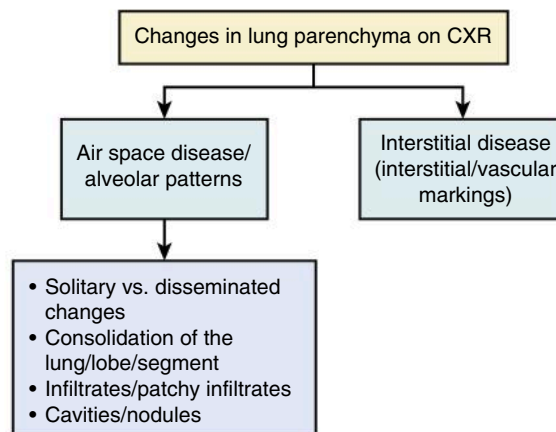 Changes in lung parenchyma on CXR
Air space disease/
alveolar patterns
Interstitial disease
(interstitial/vascular
markings)
• Solitary vs. disseminated
changes
• Consolidation of the
lung/lobe/segment
• Infiltrates/patchy infiltrates
• Cavities/nodules